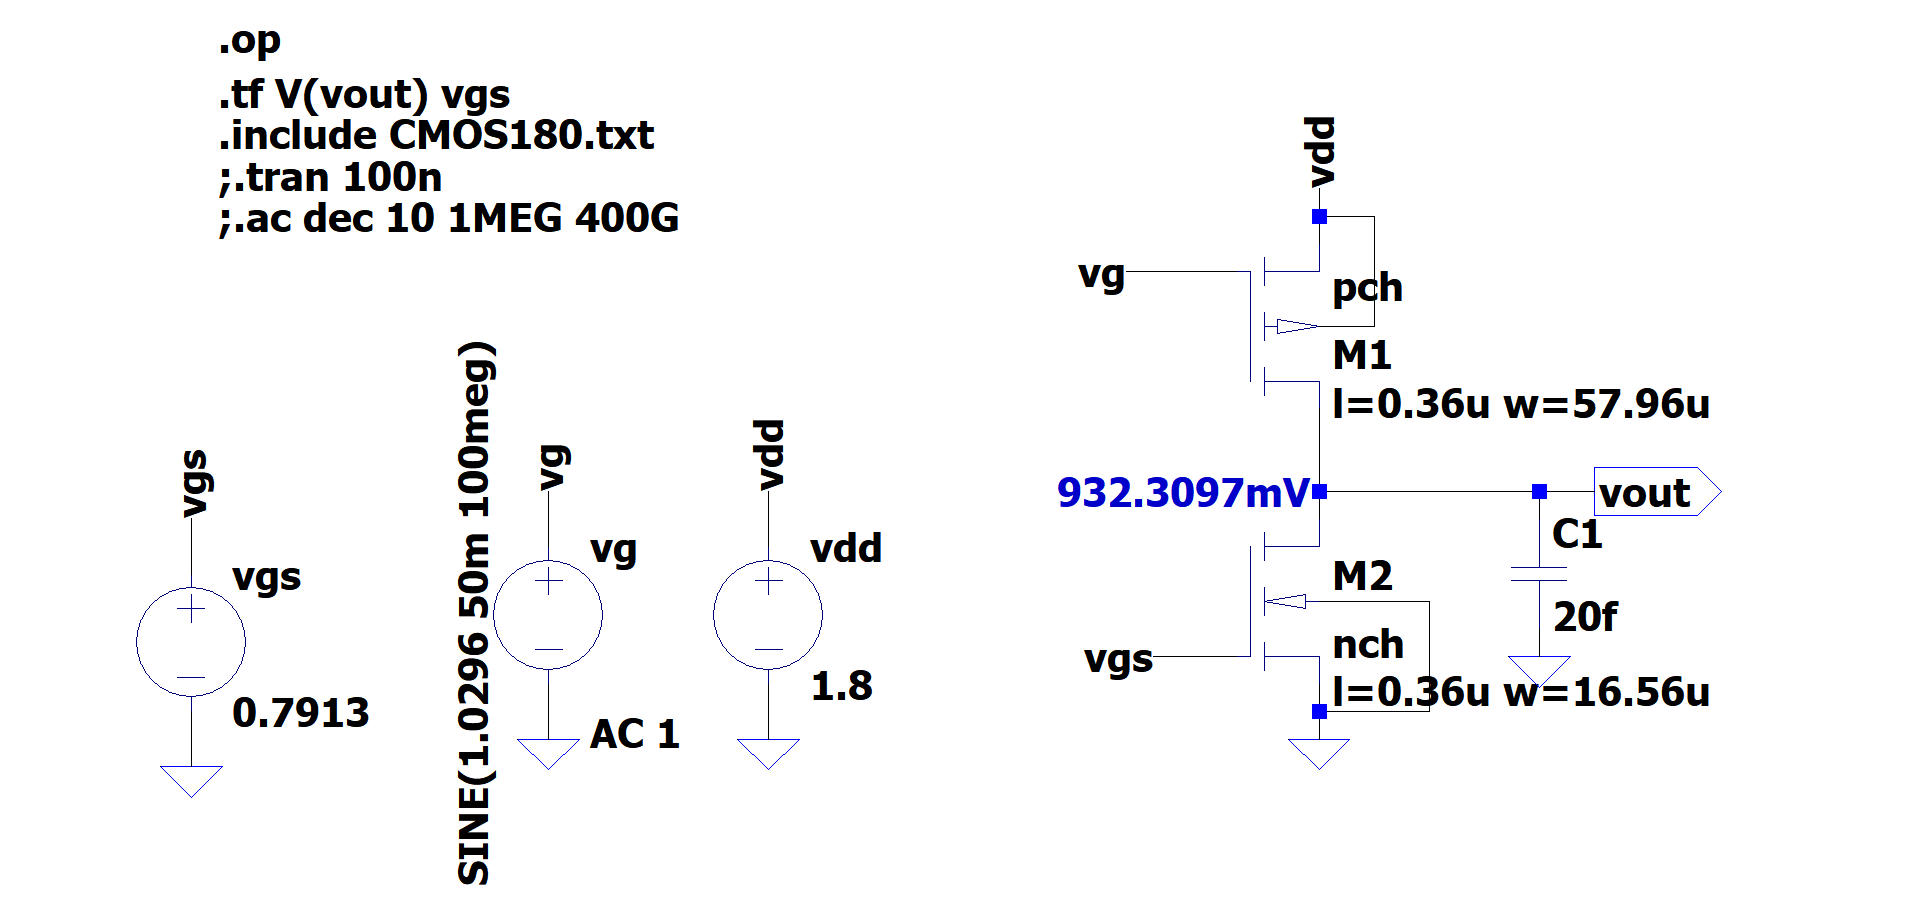 .op
.tf V(vout) vgs
.include CMOS180.txt
;.tran 100n
;.ac dec 10 1MEG 400G
vgs
vgs
0.7913
SINE(1.0296 50m 100meg)
vg
vg
AC 1
vdd
vdd
1.8
vdd
vg
pch
M1
l=0.36u w=57.96u
932.3097mV
vout
C1
20f
M2
vgs
nch
l=0.36u w=16.56u